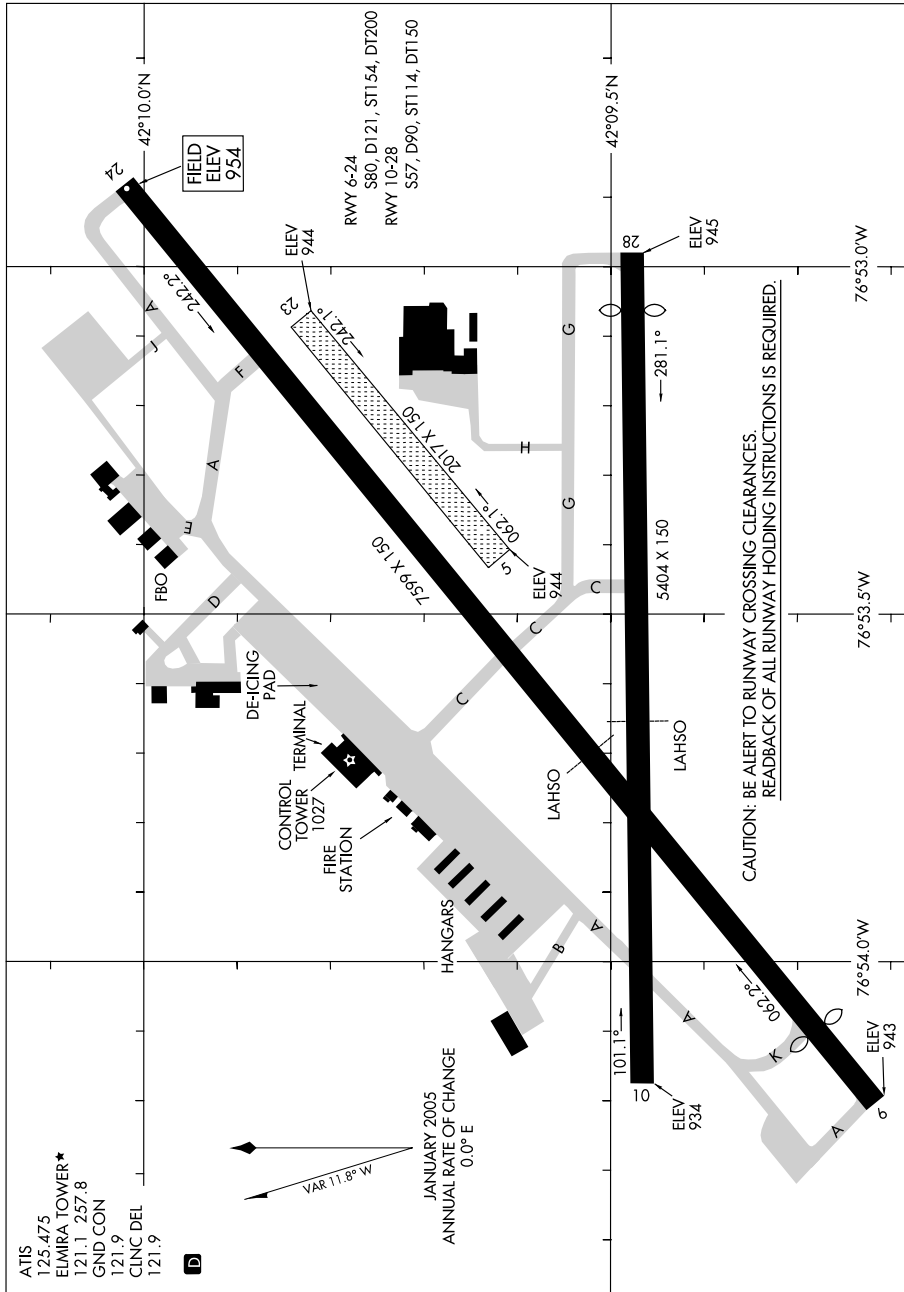 ATIS
125.475
ELMIRA TOWER★
121.1 257.8
GND CON
121.9
CLNC DEL
121.9
D
VAR 11.8° W
JANUARY 2005
ANNUAL RATE OF CHANGE
0.0° E
42°10.0'N
42°09.5'N
76°53.0'W
76°53.5'W
76°54.0'W
24
FIELD
ELEV
954
242.2°
RWY 6-24
S80, D121, ST154, DT200
RWY 10-28
S57, D90, ST114, DT150
A
J
F
A
E
D
FBO
DE-ICING
PAD
TERMINAL
CONTROL
TOWER
1027
FIRE
STATION
HANGARS
B
A
A
K
A
C
C
C
G
G
H
23
ELEV
944
242.1°
2017 X 150
062.1°
5
ELEV
944
7599 X 150
28
ELEV
945
281.1°
5404 X 150
LAHSO
LAHSO
101.1°
10
ELEV
934
062.2°
6
ELEV
943
CAUTION: BE ALERT TO RUNWAY CROSSING CLEARANCES.
READBACK OF ALL RUNWAY HOLDING INSTRUCTIONS IS REQUIRED.